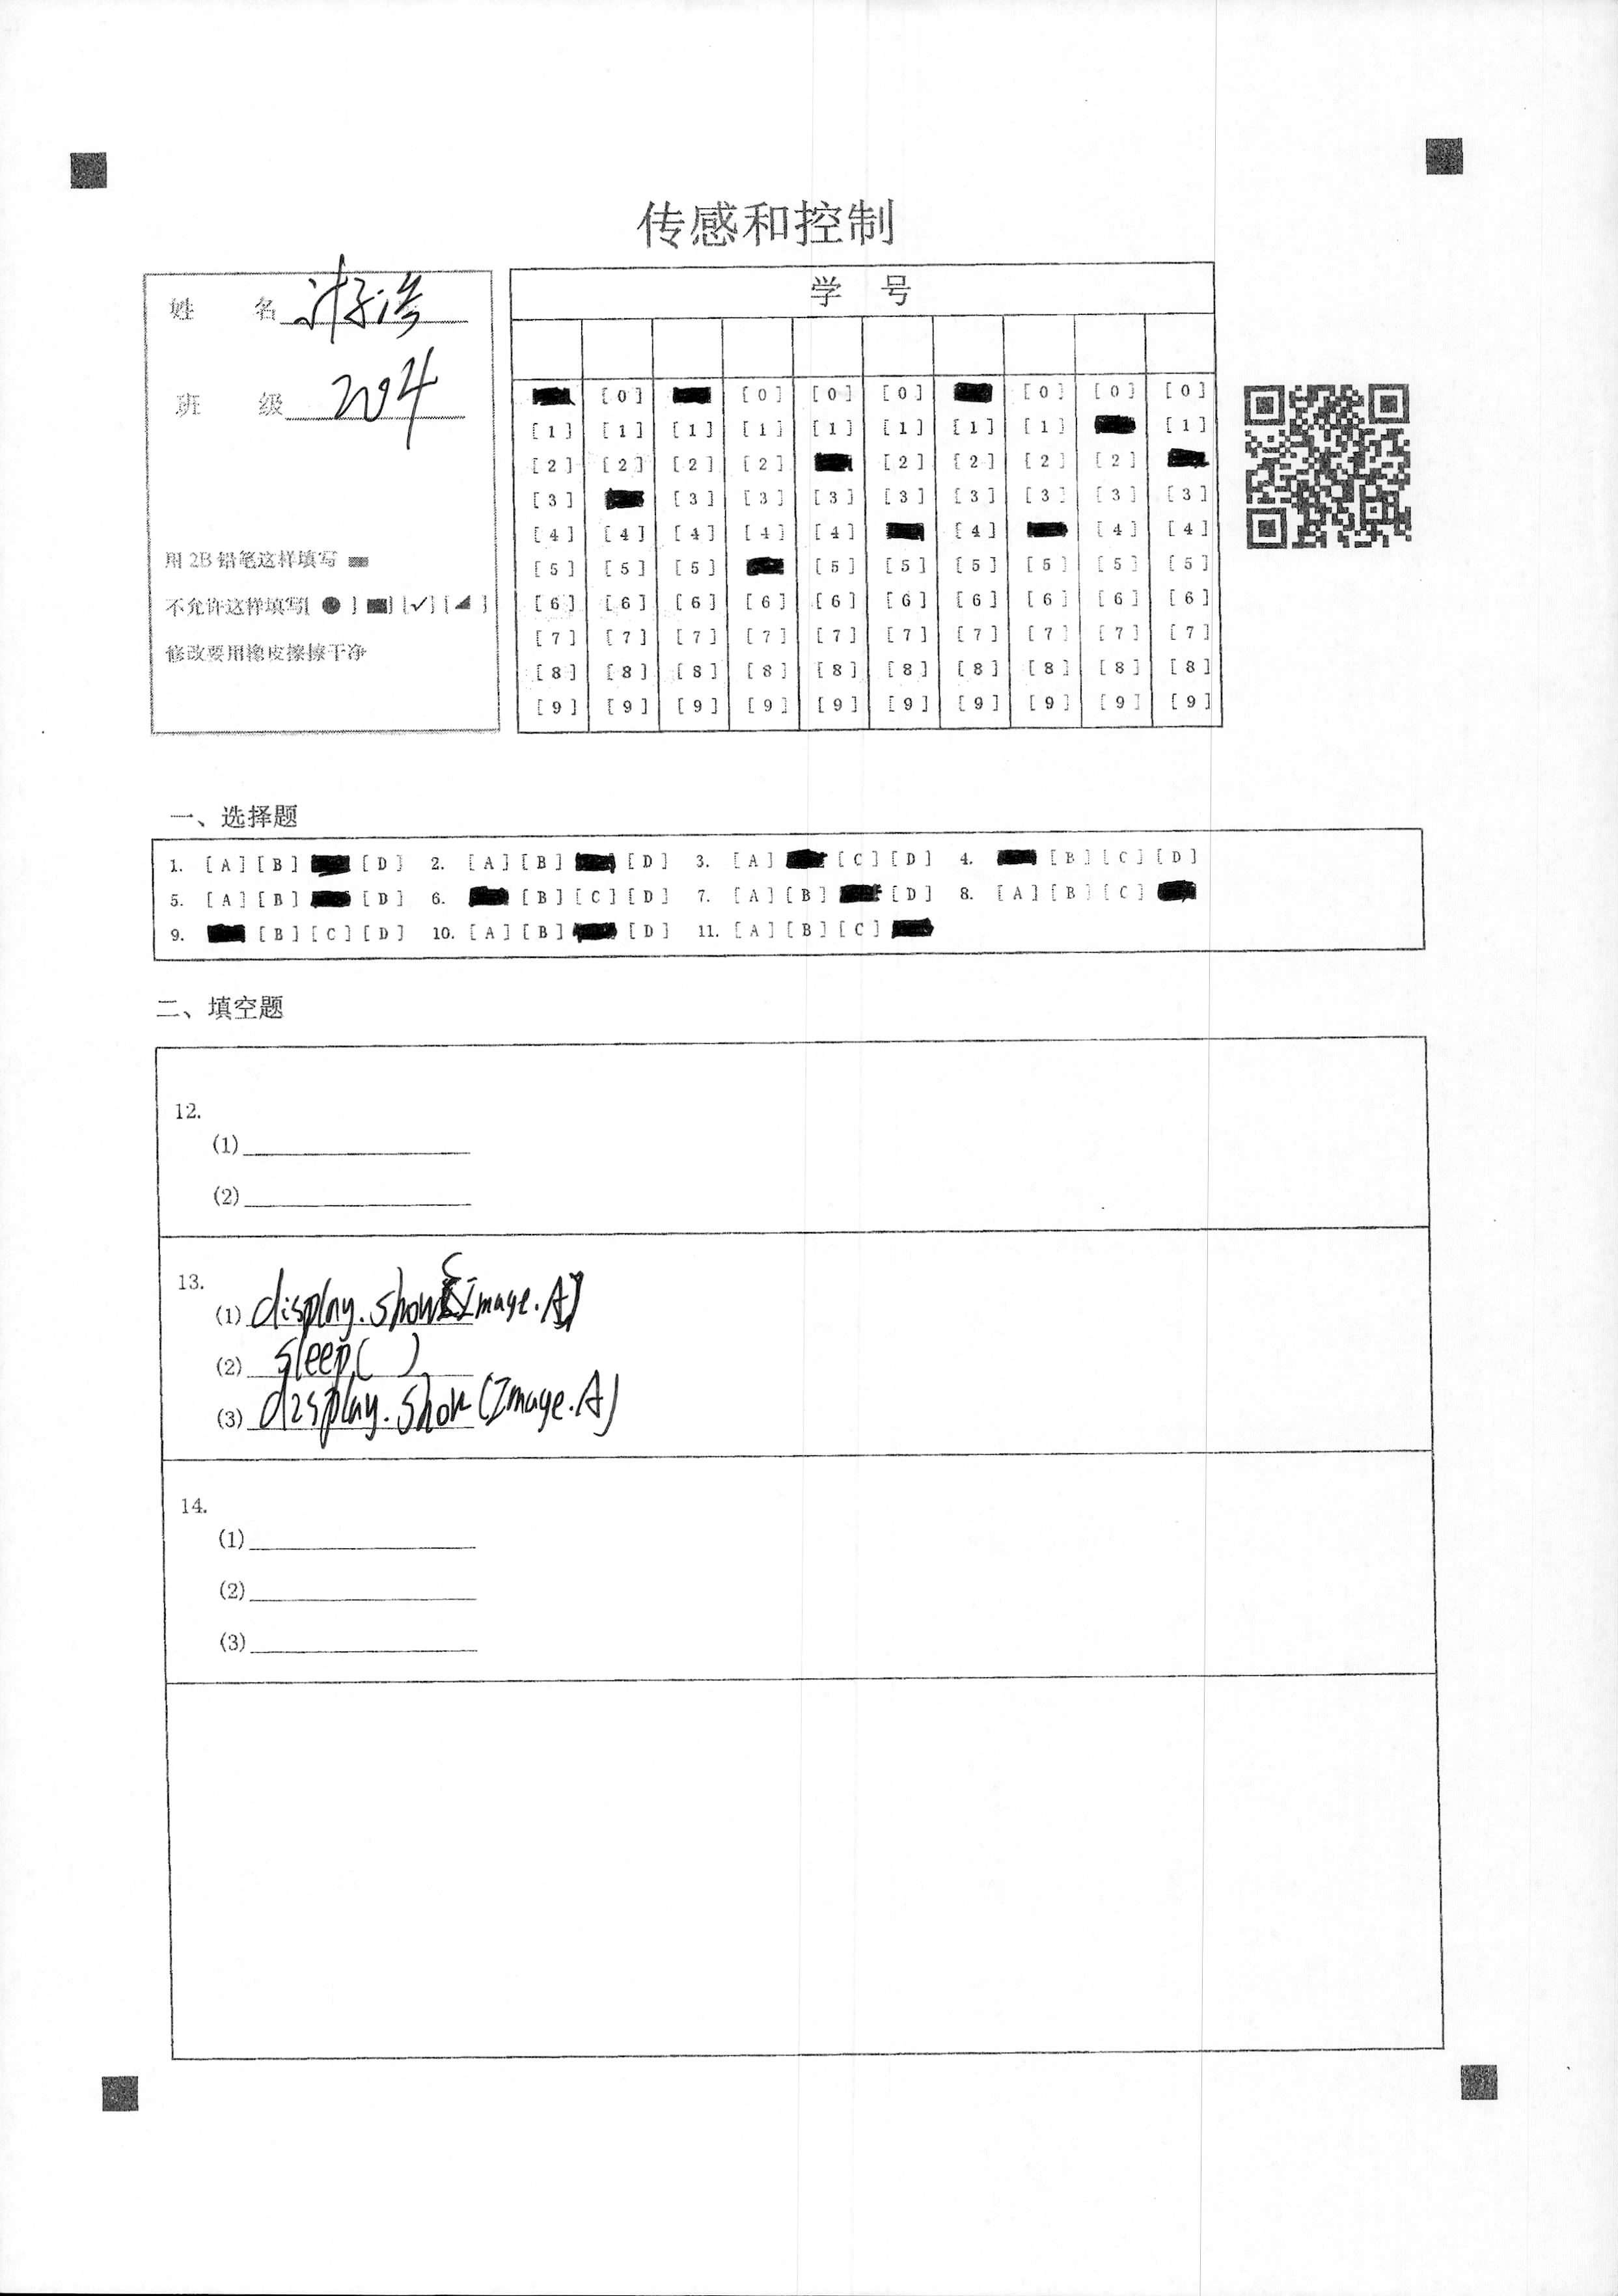 传感和控制
姓 名
班 级 204
用 2B 铅笔这样填写
不允许这样填写[ ● ] [■] [✓] [◢ ]
修改要用橡皮擦擦干净
学 号
[0] [0] [0] [0] [0] [0] [0]
[1] [1] [1] [1] [1] [1] [1] [1] [1]
[2] [2] [2] [2] [2] [2] [2] [2]
[3] [3] [3] [3] [3] [3] [3] [3] [3]
[4] [4] [4] [4] [4] [4] [4] [4]
[5] [5] [5] [5] [5] [5] [5] [5] [5]
[6] [6] [6] [6] [6] [6] [6] [6] [6] [6]
[7] [7] [7] [7] [7] [7] [7] [7] [7] [7]
[8] [8] [8] [8] [8] [8] [8] [8] [8] [8]
[9] [9] [9] [9] [9] [9] [9] [9] [9] [9]
一、选择题
1. [A] [B] [D] 2. [A] [B] [D] 3. [A] [C] [D] 4. [B] [C] [D]
5. [A] [B] [D] 6. [B] [C] [D] 7. [A] [B] [D] 8. [A] [B] [C]
9. [B] [C] [D] 10. [A] [B] [D] 11. [A] [B] [C]
二、填空题
12.
(1)
(2)
13.
(1) display.show(Image.A)
(2) sleep( )
(3) display.show(Image.A)
14.
(1)
(2)
(3)